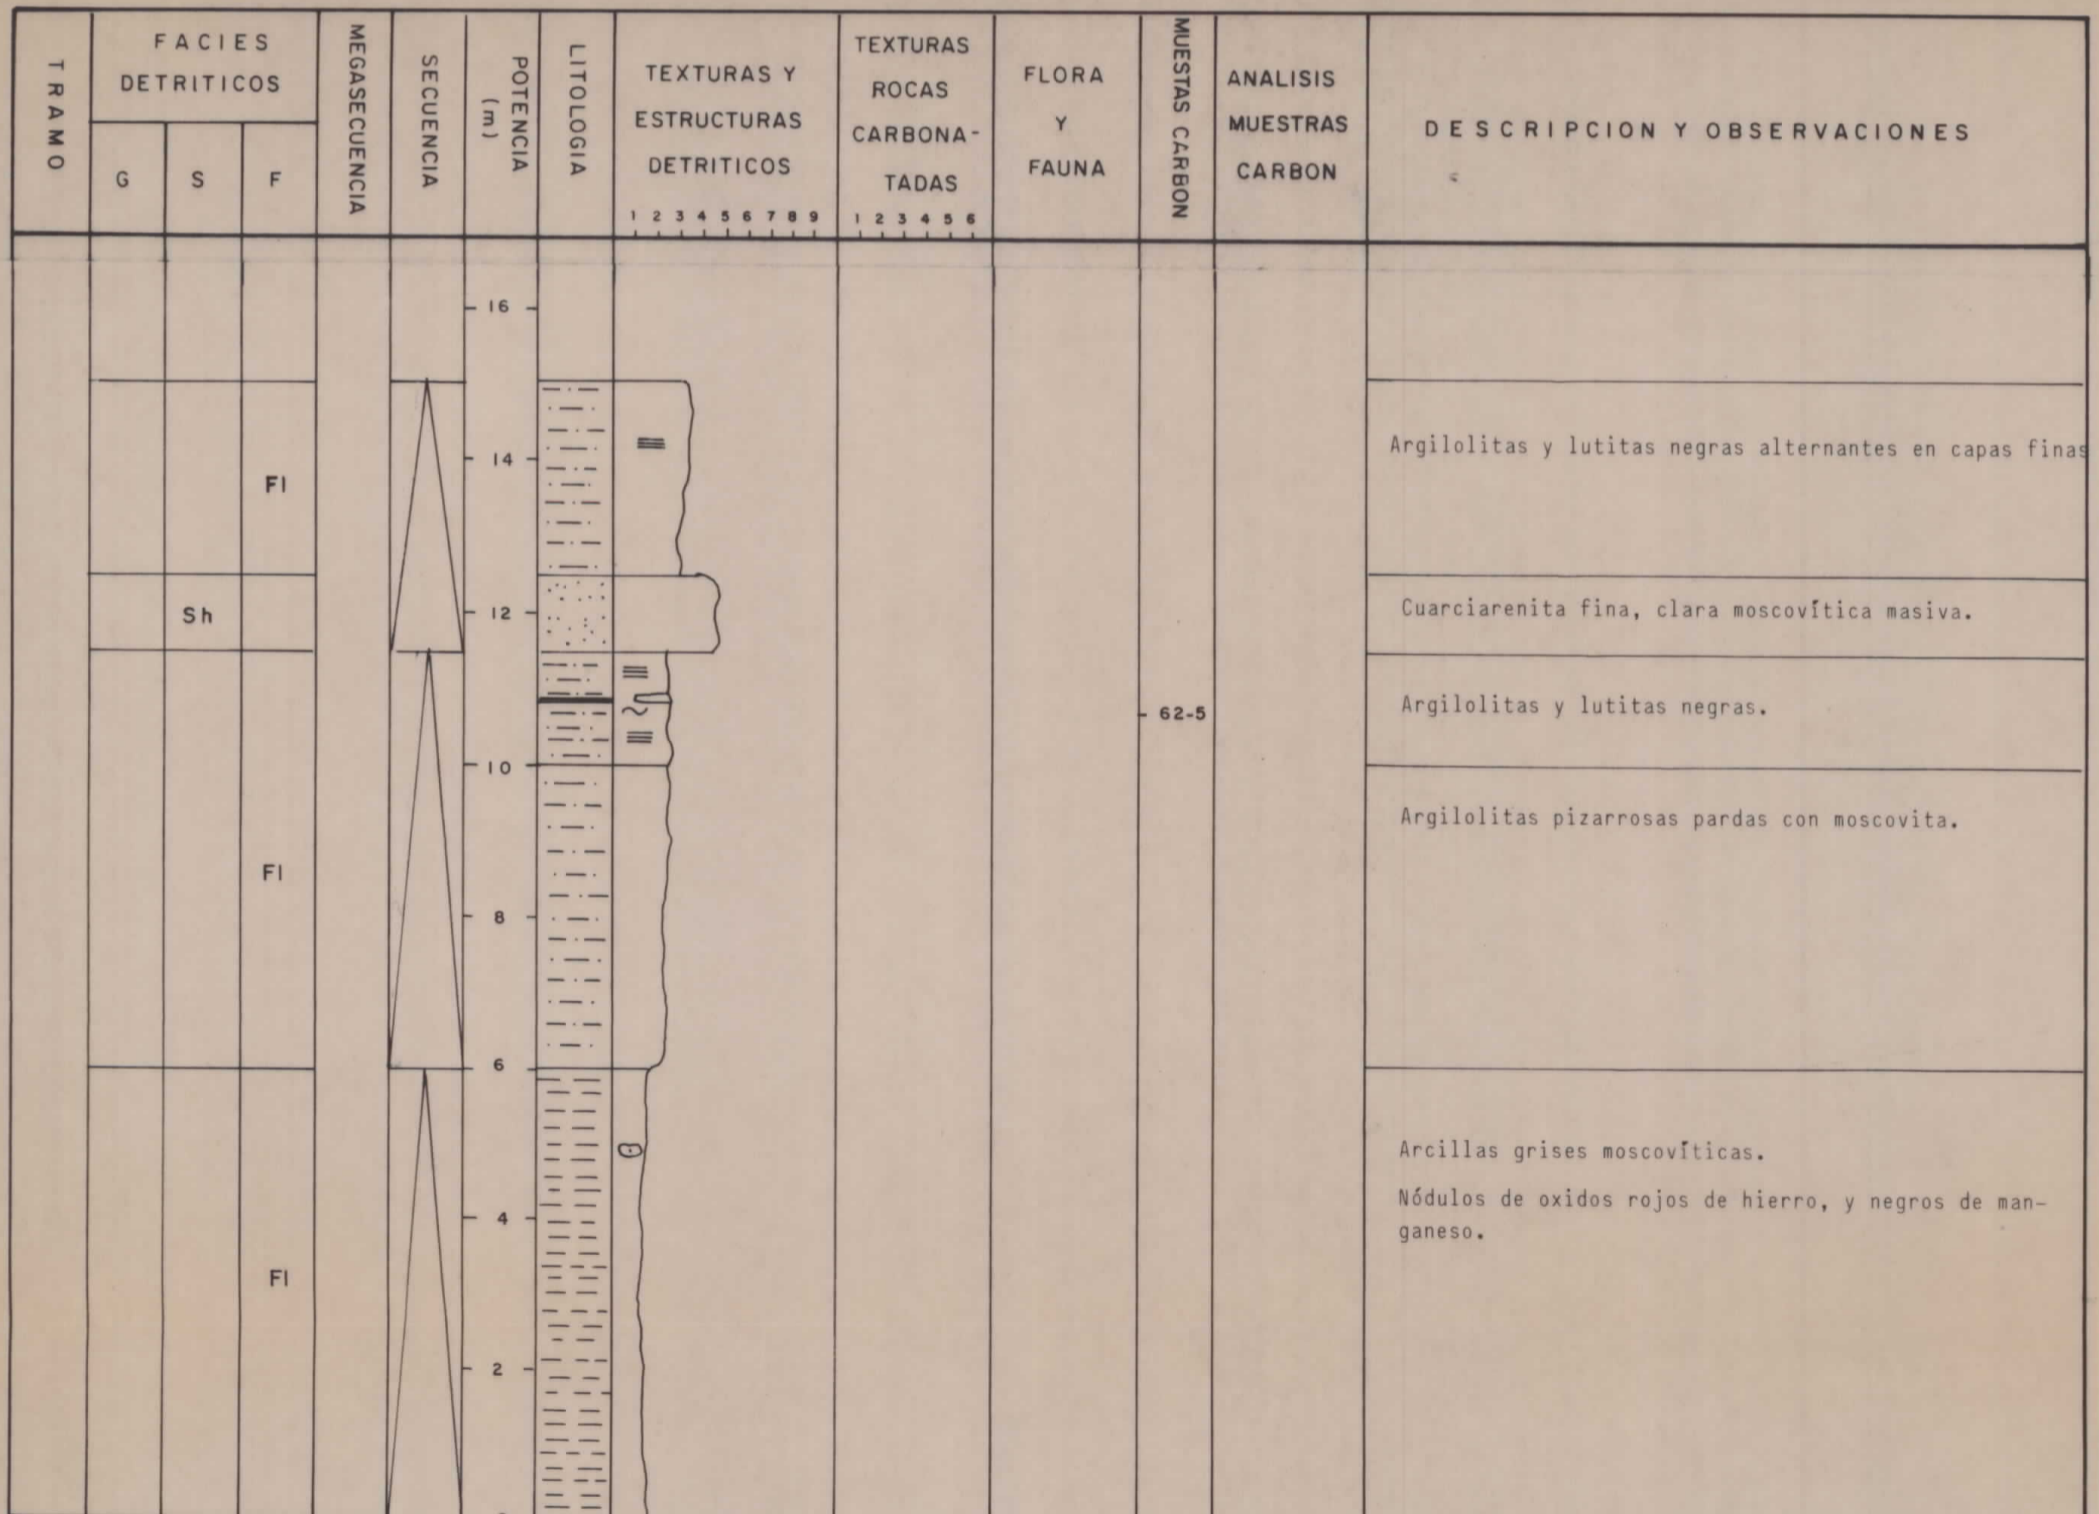 TRAMO
FACIES
DETRITICOS
G S F
MEGASECUENCIA
SECUENCIA
POTENCIA
(m)
LITOLOGIA
TEXTURAS Y
ESTRUCTURAS
DETRITICOS
1 2 3 4 5 6 7 8 9
TEXTURAS
ROCAS
CARBONA-
TADAS
1 2 3 4 5 6
FLORA
Y
FAUNA
MUESTAS CARBON
ANALISIS
MUESTRAS
CARBON
DESCRIPCION Y OBSERVACIONES
16
14
Argilolitas y lutitas negras alternantes en capas finas
Fl
Sh
12
Cuarciarenita fina, clara moscovítica masiva.
62-5
Argilolitas y lutitas negras.
10
Argilolitas pizarrosas pardas con moscovita.
Fl
8
6
Arcillas grises moscovíticas.
Nódulos de oxidos rojos de hierro, y negros de man-
ganeso.
4
Fl
2